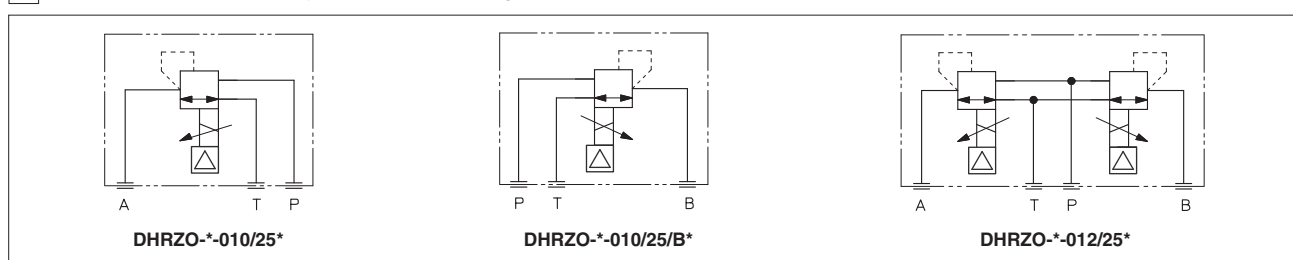 A T P
P T B
A T P B
DHRZO-*-010/25*
DHRZO-*-010/25/B*
DHRZO-*-012/25*